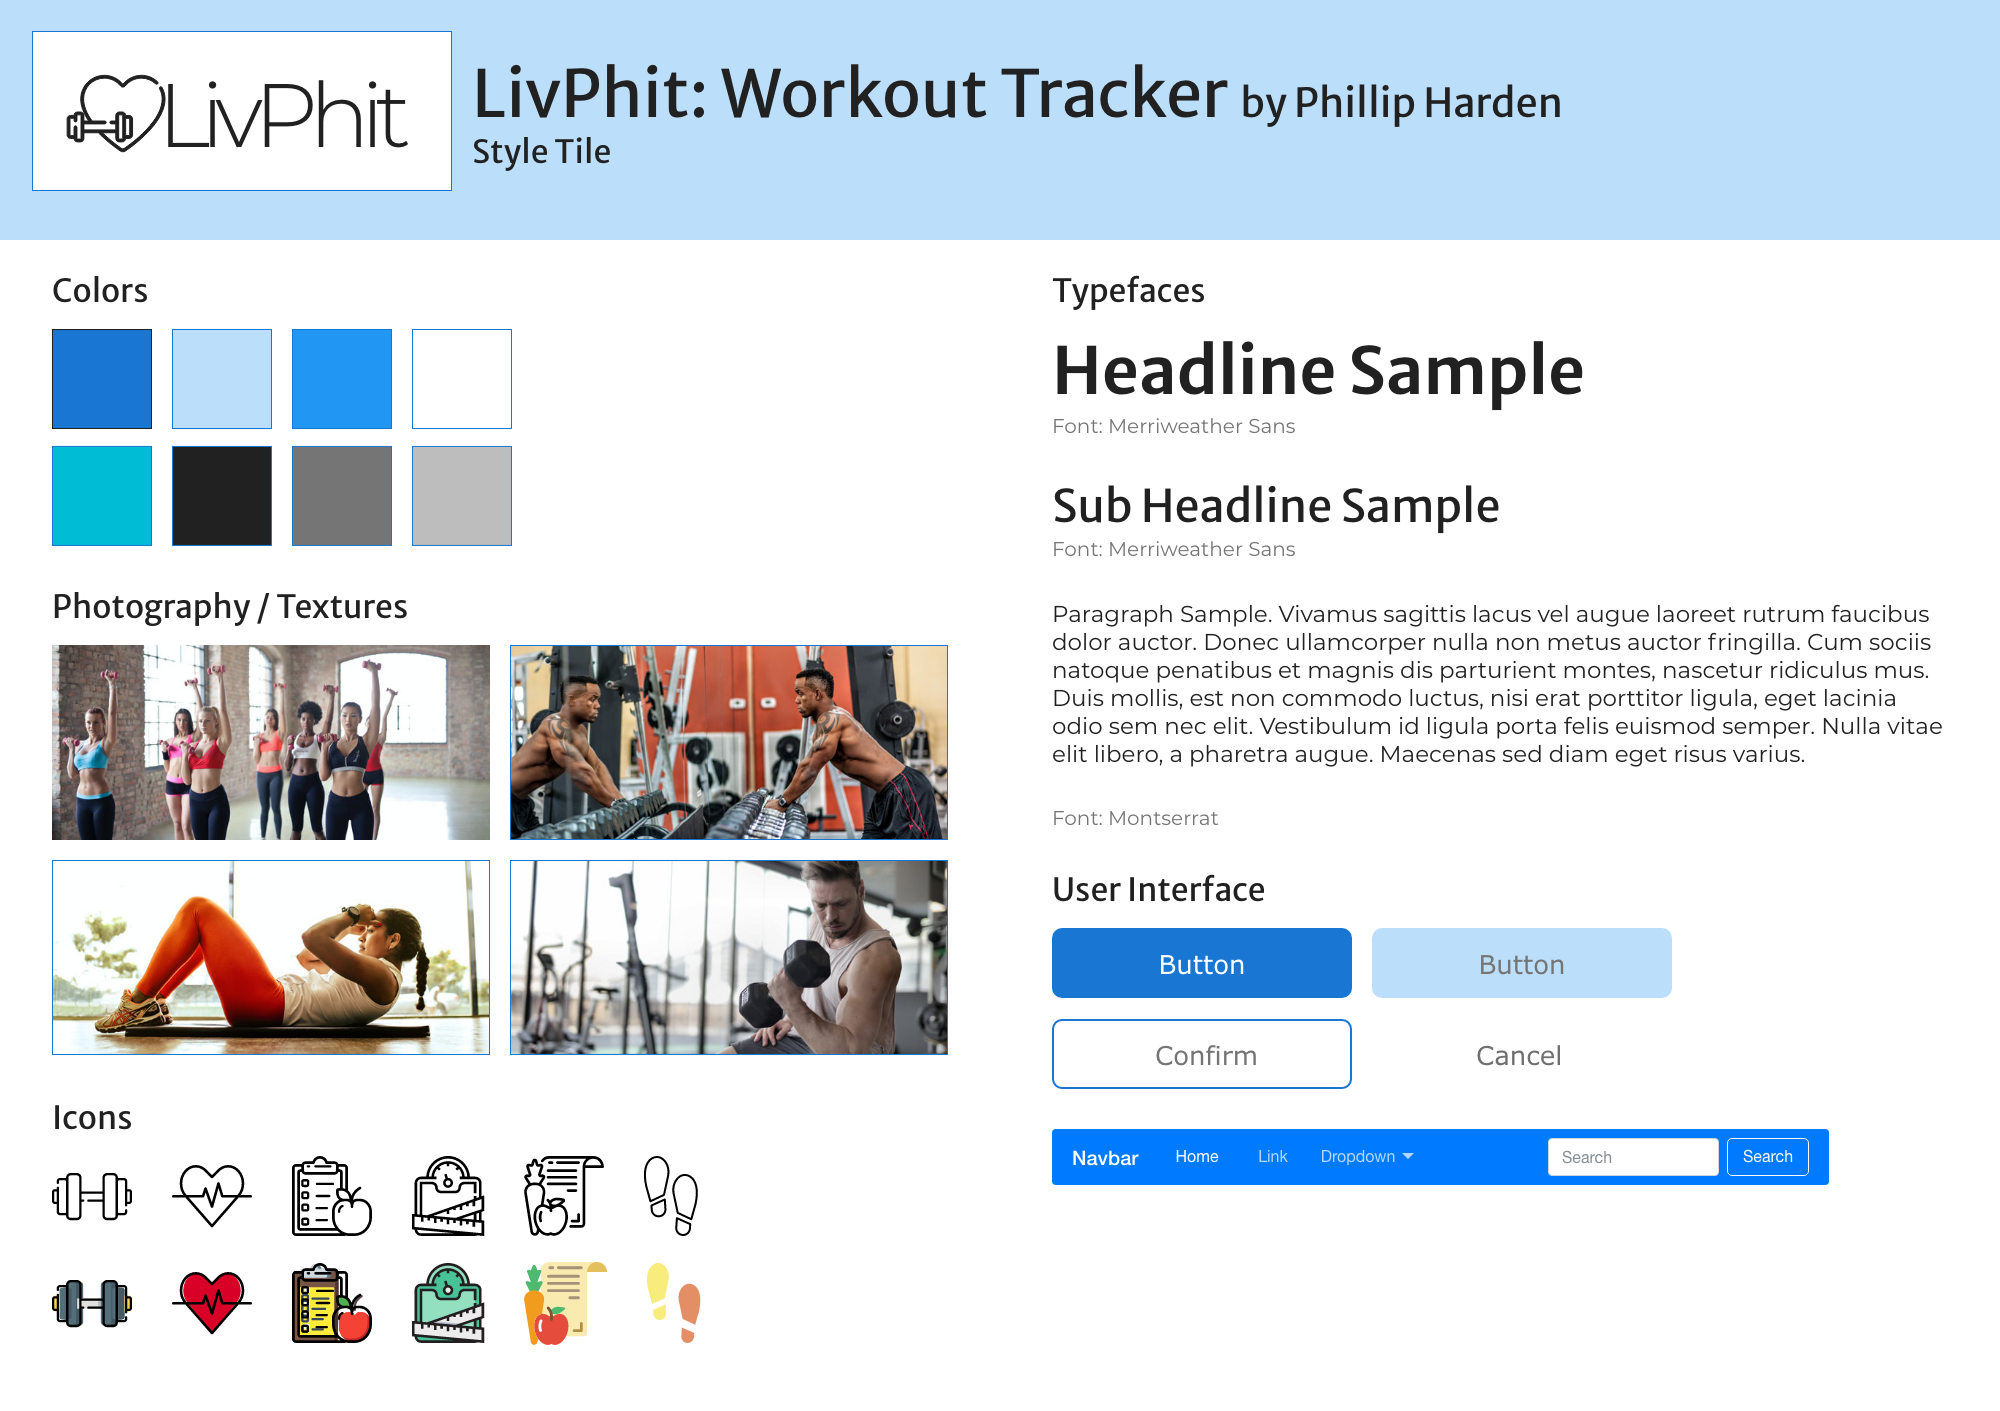 LivPhit
LivPhit: Workout Tracker by Phillip Harden
Style Tile
Colors
Photography / Textures
Icons
Typefaces
Headline Sample
Font: Merriweather Sans
Sub Headline Sample
Font: Merriweather Sans
Paragraph Sample. Vivamus sagittis lacus vel augue laoreet rutrum faucibus
dolor auctor. Donec ullamcorper nulla non metus auctor fringilla. Cum sociis
natoque penatibus et magnis dis parturient montes, nascetur ridiculus mus.
Duis mollis, est non commodo luctus, nisi erat porttitor ligula, eget lacinia
odio sem nec elit. Vestibulum id ligula porta felis euismod semper. Nulla vitae
elit libero, a pharetra augue. Maecenas sed diam eget risus varius.
Font: Montserrat
User Interface
Button Button
Confirm Cancel
Navbar Home Link Dropdown Search Search